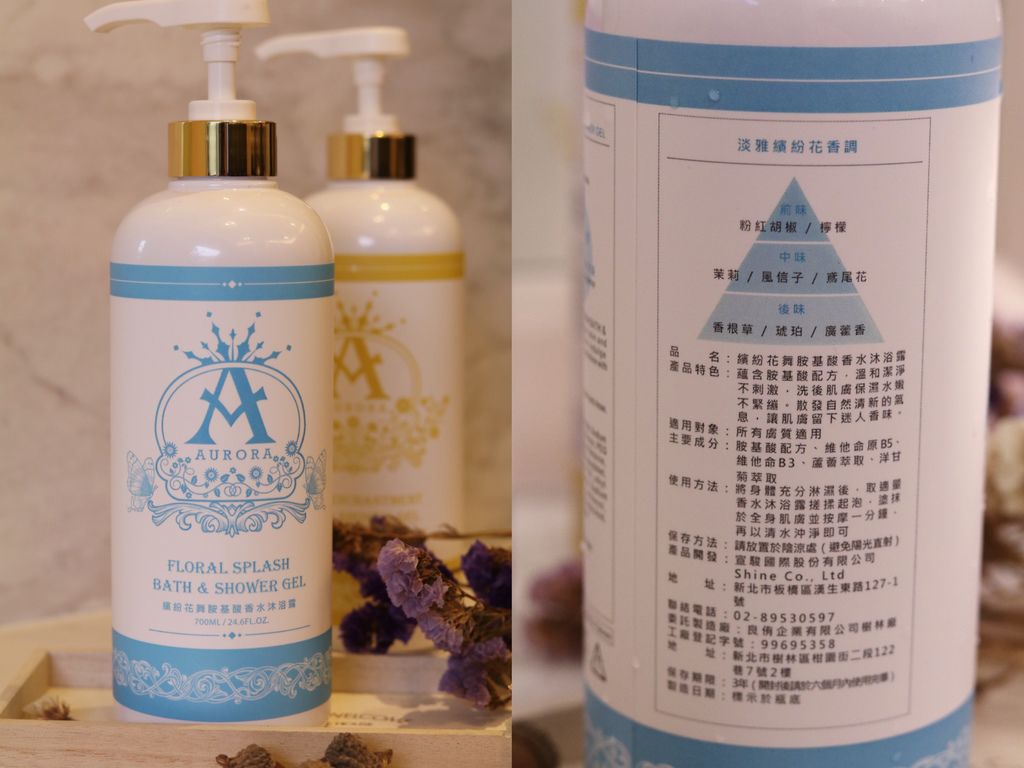 A
AURORA
FLORAL SPLASH
BATH & SHOWER GEL
繽紛花舞胺基酸香水沐浴露
700ML / 24.6FL.OZ.
A
AURORA
淡雅繽紛花香調
前味
粉紅胡椒 / 檸檬
中味
茉莉 / 風信子 / 鳶尾花
後味
香根草 / 琥珀 / 廣藿香
品名：繽紛花舞胺基酸香水沐浴露
產品特色：蘊含胺基酸配方，溫和潔淨
不刺激，洗後肌膚保濕水嫩
不緊繃。散發自然清新的氣
息，讓肌膚留下迷人香味。
適用對象：所有膚質適用
主要成分：胺基酸配方、維他命原B5、
維他命B3、蘆薈萃取、洋甘
菊萃取
使用方法：將身體充分淋濕後，取適量
香水沐浴露搓揉起泡，塗抹
於全身肌膚並按摩一分鐘，
再以清水沖淨即可
保存方法：請放置於陰涼處(避免陽光直射)
產品開發：宣駿國際股份有限公司
Shine Co., Ltd
地址：新北市板橋區漢生東路127-1
號
聯絡電話：02-89530597
委託製造廠：良侑企業有限公司樹林廠
工廠登記字號：99695358
地址：新北市樹林區柑園街二段122
巷7號2樓
保存期限：3年(開封後請於六個月內使用完畢)
製造日期：標示於瓶底